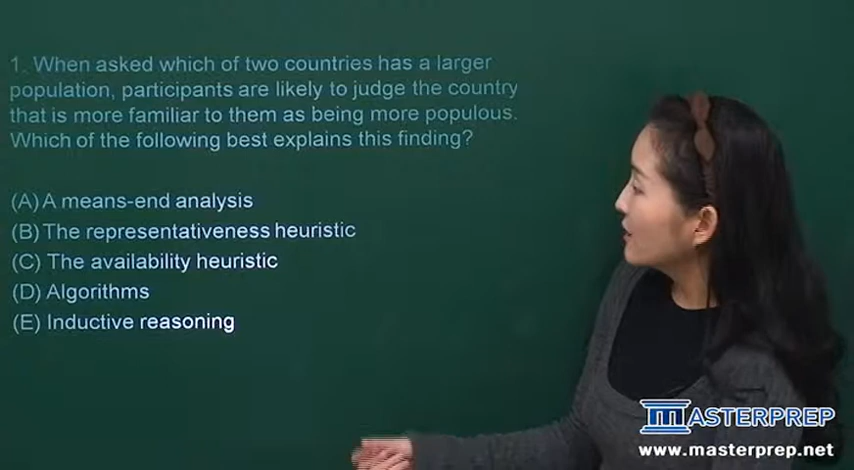 1. When asked which of two countries has a larger
population, participants are likely to judge the country
that is more familiar to them as being more populous.
Which of the following best explains this finding?
(A) A means-end analysis
(B) The representativeness heuristic
(C) The availability heuristic
(D) Algorithms
(E) Inductive reasoning
MASTERPREP
www.masterprep.net